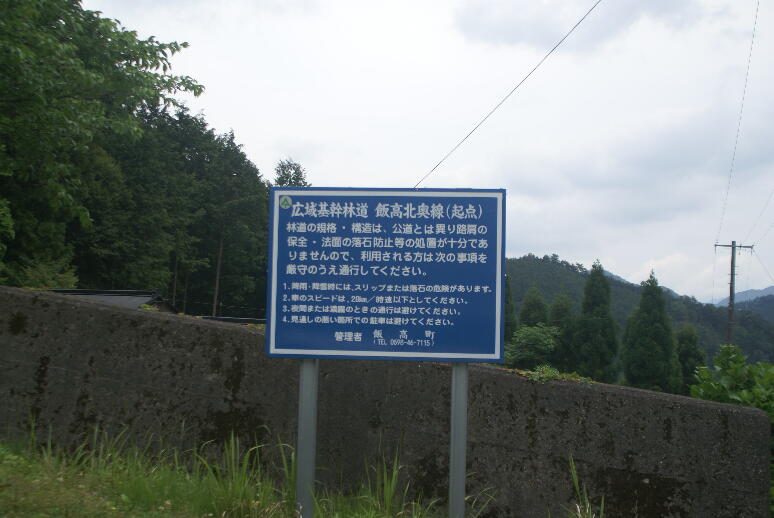 広域基幹林道 飯高北奥線(起点)
林道の規格・構造は、公道とは異り路肩の
保全・法面の落石防止等の処置が十分であ
りませんので、利用される方は次の事項を
厳守のうえ通行してください。
1.降雨・降雪時には、スリップまたは落石の危険があります。
2.車のスピードは、20km/時速以下としてください。
3.夜間または濃霧のときの通行は避けてください。
4.見通しの悪い箇所での駐車は避けてください。
管理者 飯高町
(TEL 0598-46-7115)